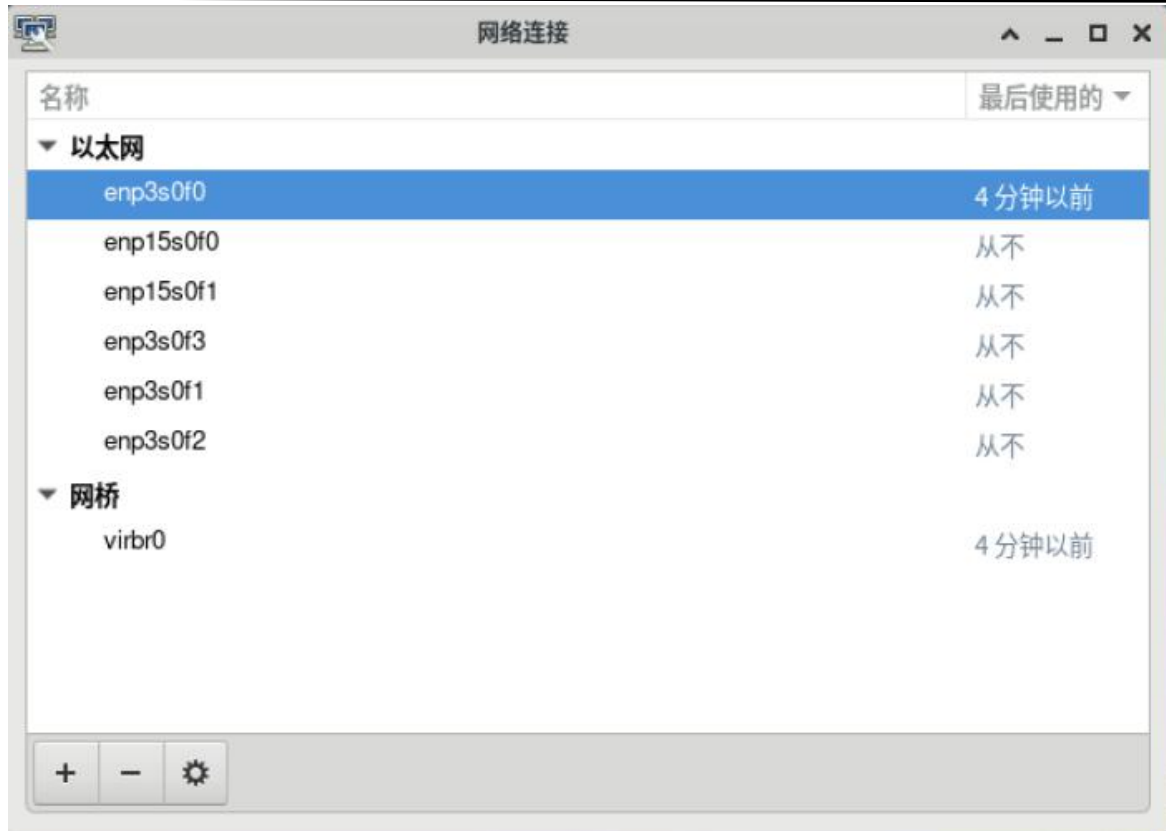 网络连接
名称 最后使用的
以太网
enp3s0f0 4 分钟以前
enp15s0f0 从不
enp15s0f1 从不
enp3s0f3 从不
enp3s0f1 从不
enp3s0f2 从不
网桥
virbr0 4 分钟以前